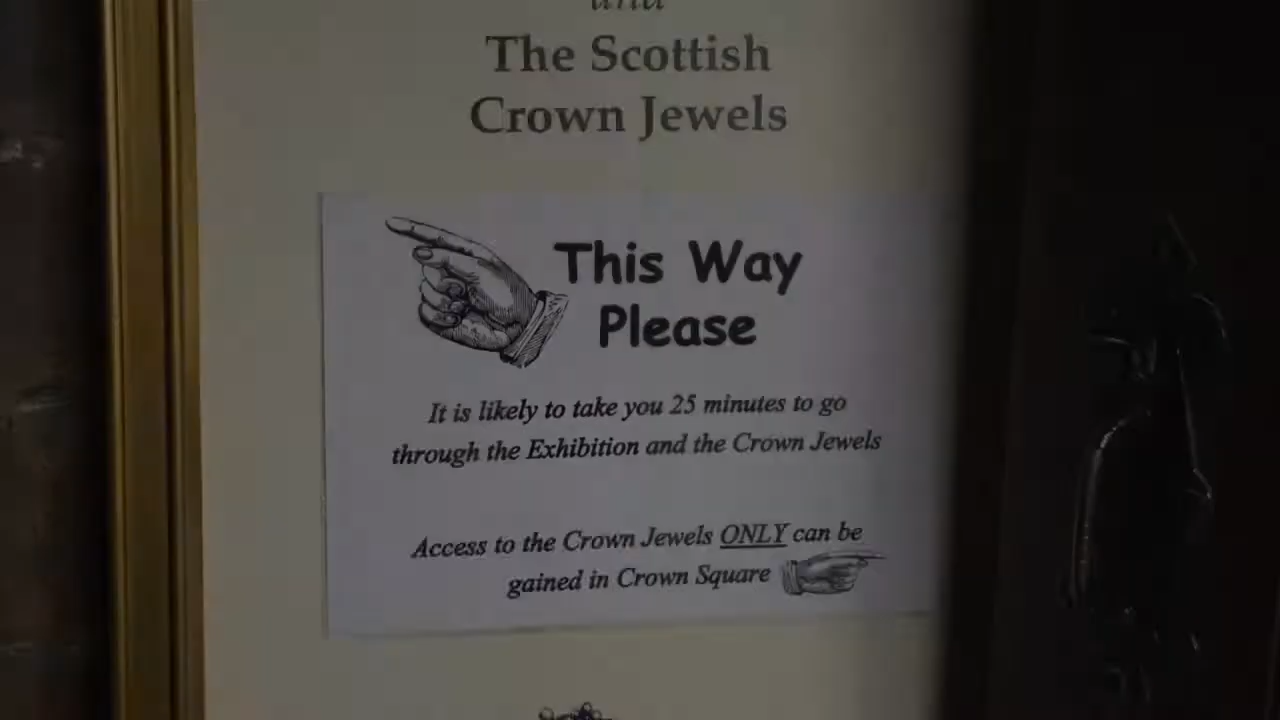 and
The Scottish
Crown Jewels
This Way
Please
It is likely to take you 25 minutes to go
through the Exhibition and the Crown Jewels
Access to the Crown Jewels ONLY can be
gained in Crown Square